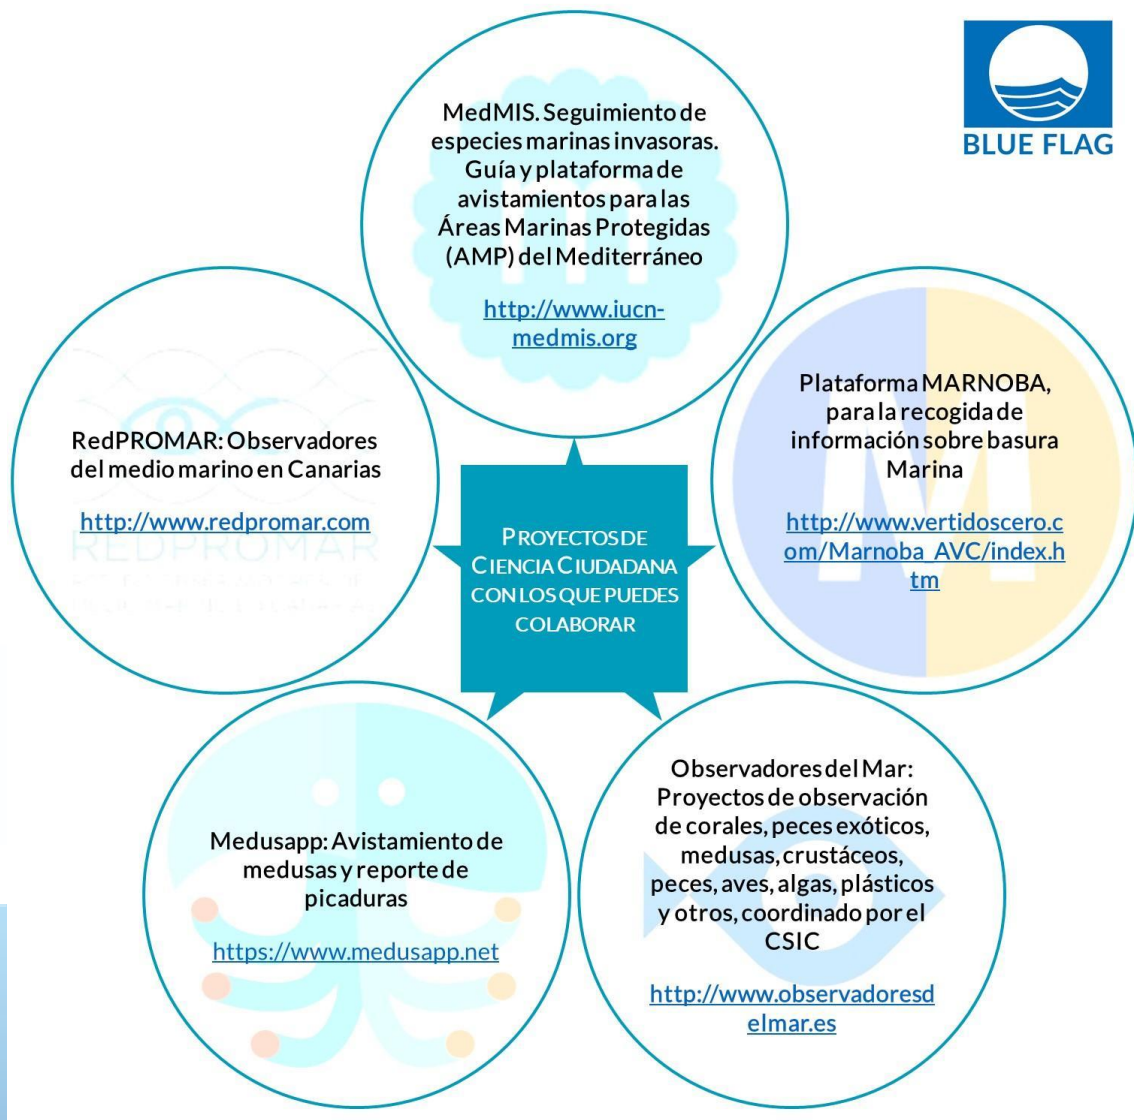 BLUE FLAG
MedMIS. Seguimiento de
especies marinas invasoras.
Guía y plataforma de
avistamientos para las
Áreas Marinas Protegidas
(AMP) del Mediterráneo
http://www.iucn-
medmis.org
Plataforma MARNOBA,
para la recogida de
información sobre basura
Marina
http://www.vertidoscero.c
om/Marnoba_AVC/index.h
tm
RedPROMAR: Observadores
del medio marino en Canarias
http://www.redpromar.com
REDPROMAR
PROYECTOS DE
CIENCIA CIUDADANA
CON LOS QUE PUEDES
COLABORAR
Medusapp: Avistamiento de
medusas y reporte de
picaduras
https://www.medusapp.net
Observadores del Mar:
Proyectos de observación
de corales, peces exóticos,
medusas, crustáceos,
peces, aves, algas, plásticos
y otros, coordinado por el
CSIC
http://www.observadoresd
elmar.es